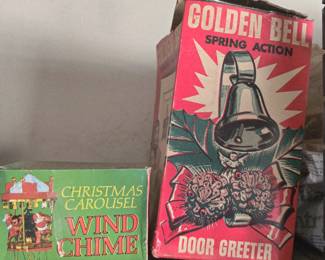 GOLDEN BELL
SPRING ACTION
DOOR GREETER
CHRISTMAS
CAROUSEL
WIND
CHIME